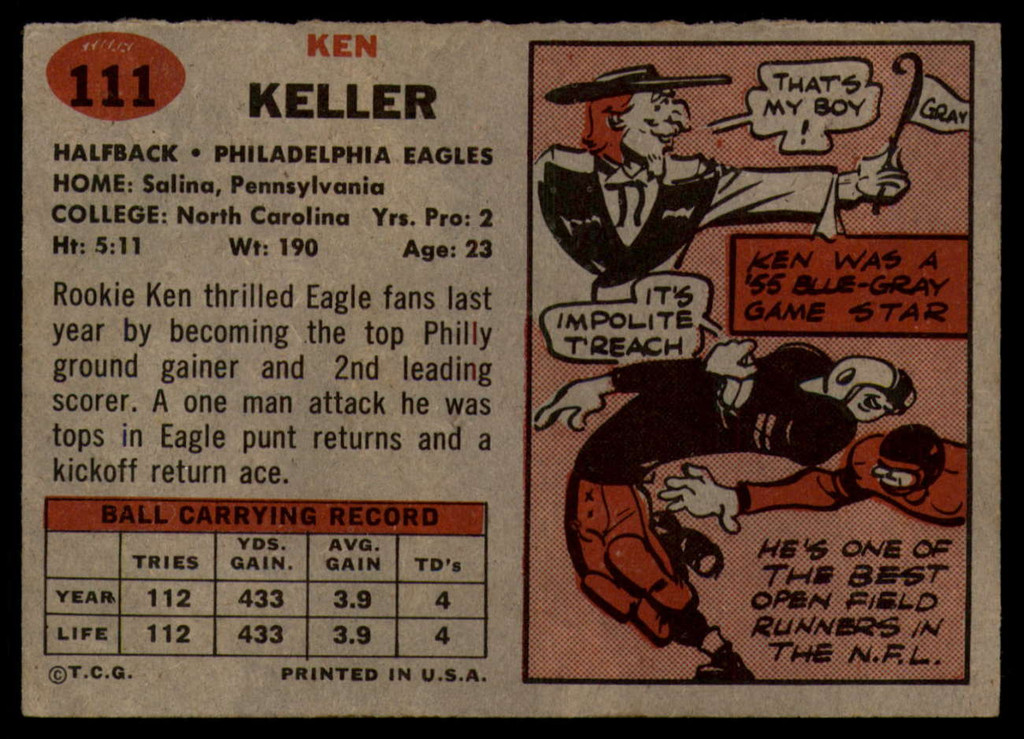 111
KEN
KELLER
HALFBACK • PHILADELPHIA EAGLES
HOME: Salina, Pennsylvania
COLLEGE: North Carolina Yrs. Pro: 2
Ht: 5:11 Wt: 190 Age: 23
Rookie Ken thrilled Eagle fans last
year by becoming the top Philly
ground gainer and 2nd leading
scorer. A one man attack he was
tops in Eagle punt returns and a
kickoff return ace.
BALL CARRYING RECORD
TRIES YDS. GAIN. AVG. GAIN TD's
YEAR 112 433 3.9 4
LIFE 112 433 3.9 4
©T.C.G. PRINTED IN U.S.A.
THAT'S
MY BOY
!
GRAY
KEN WAS A
'55 BLUE-GRAY
GAME STAR
IT'S
IMPOLITE
T'REACH
HE'S ONE OF
THE BEST
OPEN FIELD
RUNNERS IN
THE N.F.L.